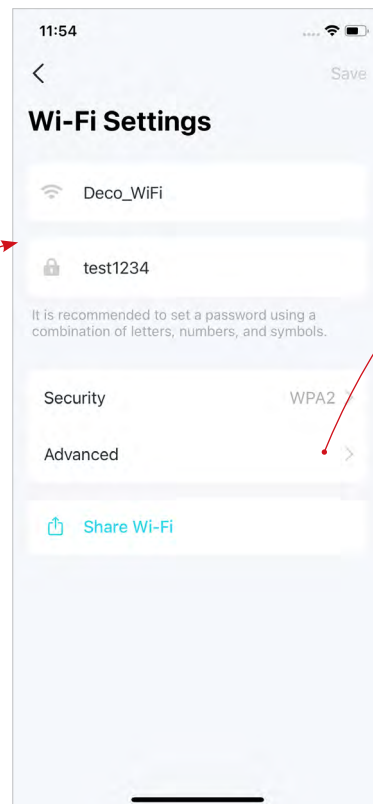 11:54
Save
Wi-Fi Settings
Deco_WiFi
test1234
It is recommended to set a password using a
combination of letters, numbers, and symbols.
Security WPA2
Advanced
Share Wi-Fi